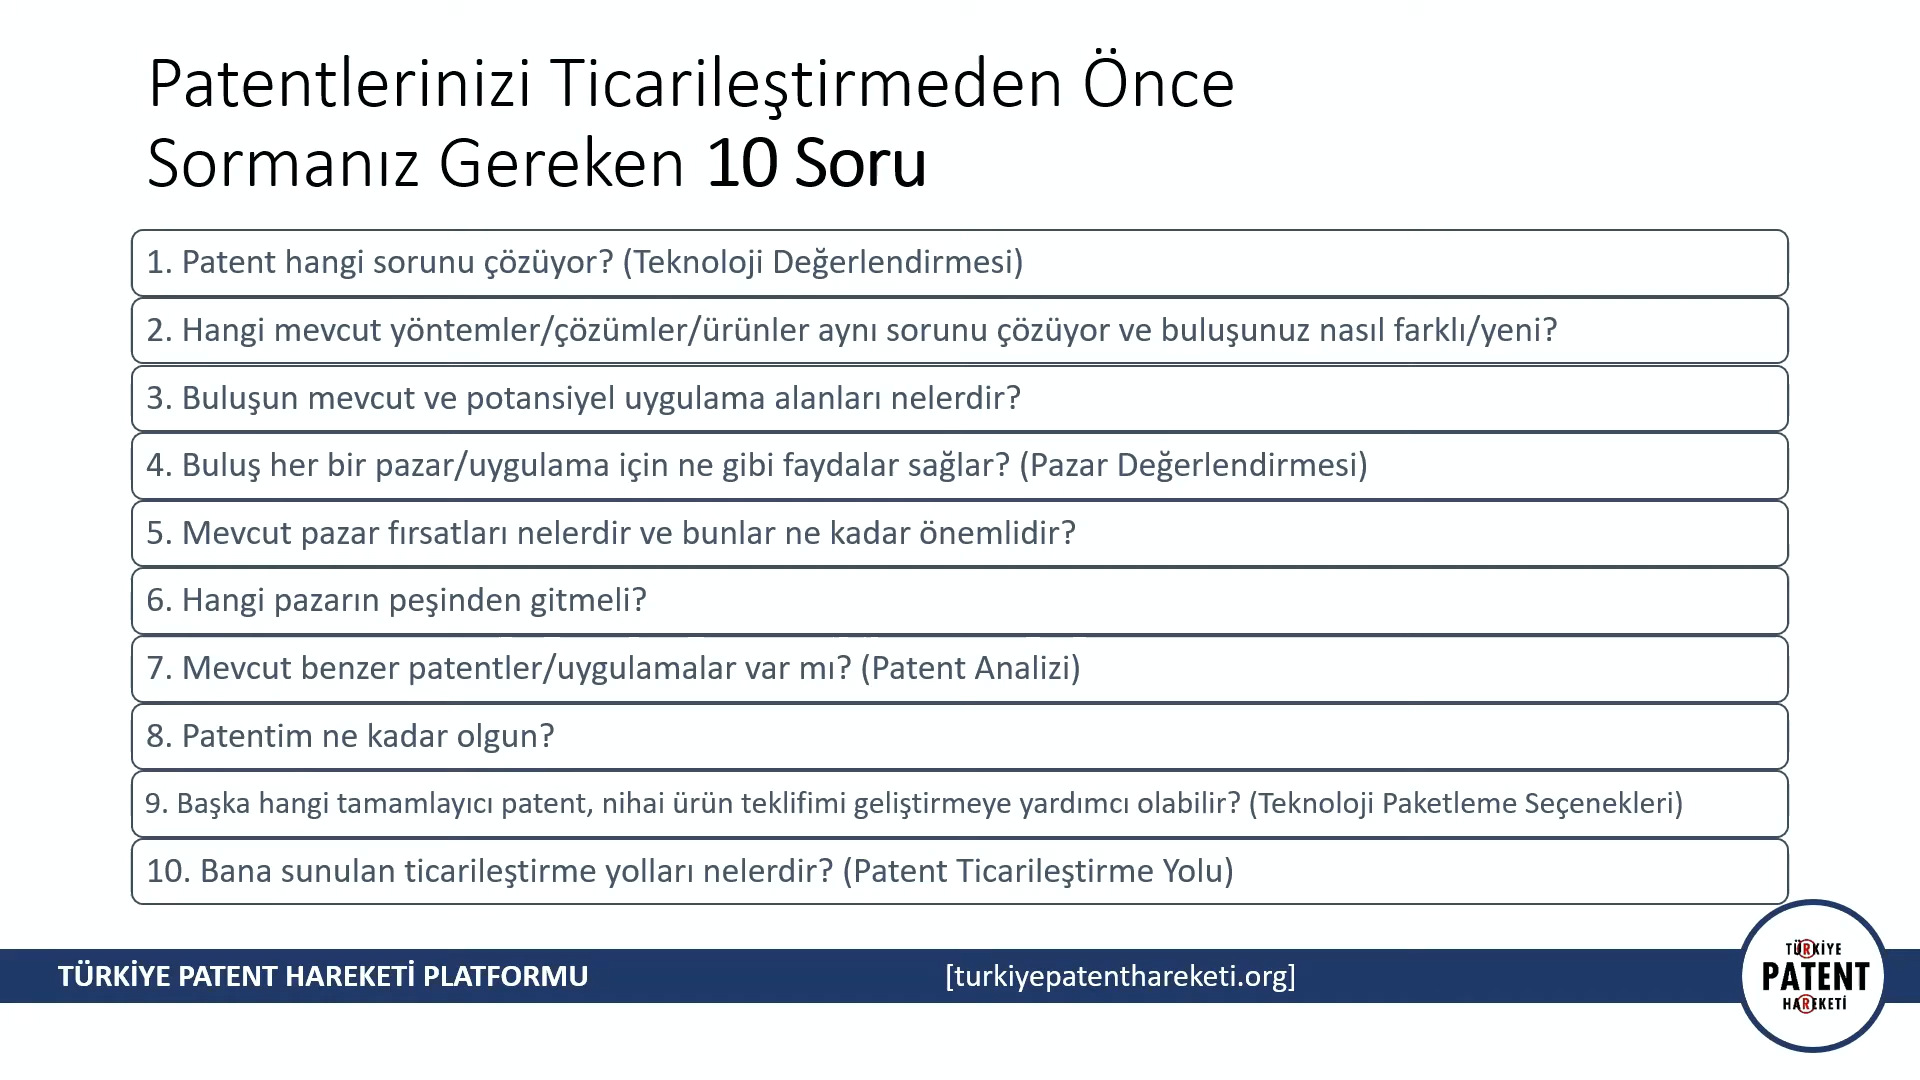 Patentlerinizi Ticarileştirmeden Önce
Sormanız Gereken 10 Soru
1. Patent hangi sorunu çözüyor? (Teknoloji Değerlendirmesi)
2. Hangi mevcut yöntemler/çözümler/ürünler aynı sorunu çözüyor ve buluşunuz nasıl farklı/yeni?
3. Buluşun mevcut ve potansiyel uygulama alanları nelerdir?
4. Buluş her bir pazar/uygulama için ne gibi faydalar sağlar? (Pazar Değerlendirmesi)
5. Mevcut pazar fırsatları nelerdir ve bunlar ne kadar önemlidir?
6. Hangi pazarın peşinden gitmeli?
7. Mevcut benzer patentler/uygulamalar var mı? (Patent Analizi)
8. Patentim ne kadar olgun?
9. Başka hangi tamamlayıcı patent, nihai ürün teklifimi geliştirmeye yardımcı olabilir? (Teknoloji Paketleme Seçenekleri)
10. Bana sunulan ticarileştirme yolları nelerdir? (Patent Ticarileştirme Yolu)
TÜRKİYE PATENT HAREKETİ PLATFORMU
[turkiyepatenthareketi.org]
TÜRKİYE
PATENT
HAREKETİ